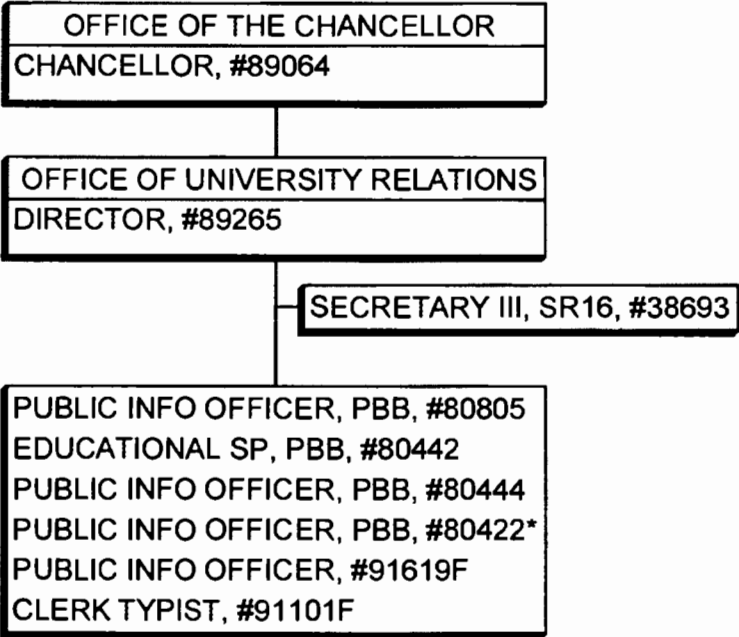 OFFICE OF THE CHANCELLOR
CHANCELLOR, #89064
OFFICE OF UNIVERSITY RELATIONS
DIRECTOR, #89265
SECRETARY III, SR16, #38693
PUBLIC INFO OFFICER, PBB, #80805
EDUCATIONAL SP, PBB, #80442
PUBLIC INFO OFFICER, PBB, #80444
PUBLIC INFO OFFICER, PBB, #80422*
PUBLIC INFO OFFICER, #91619F
CLERK TYPIST, #91101F